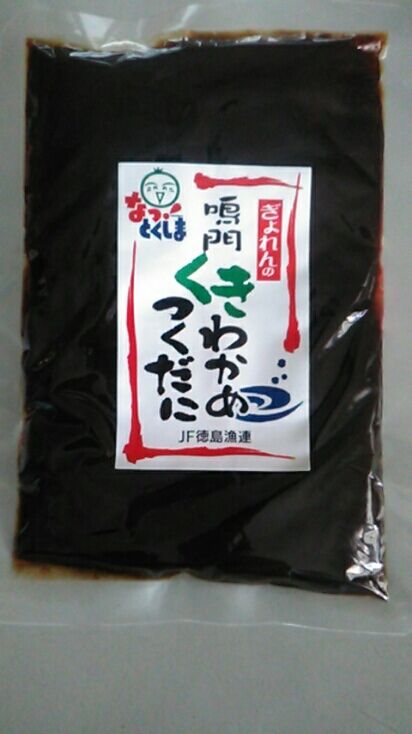 なっ!
とくしま
ぎょれんの
鳴門
くき
わかめ
つくだに
JF徳島漁連